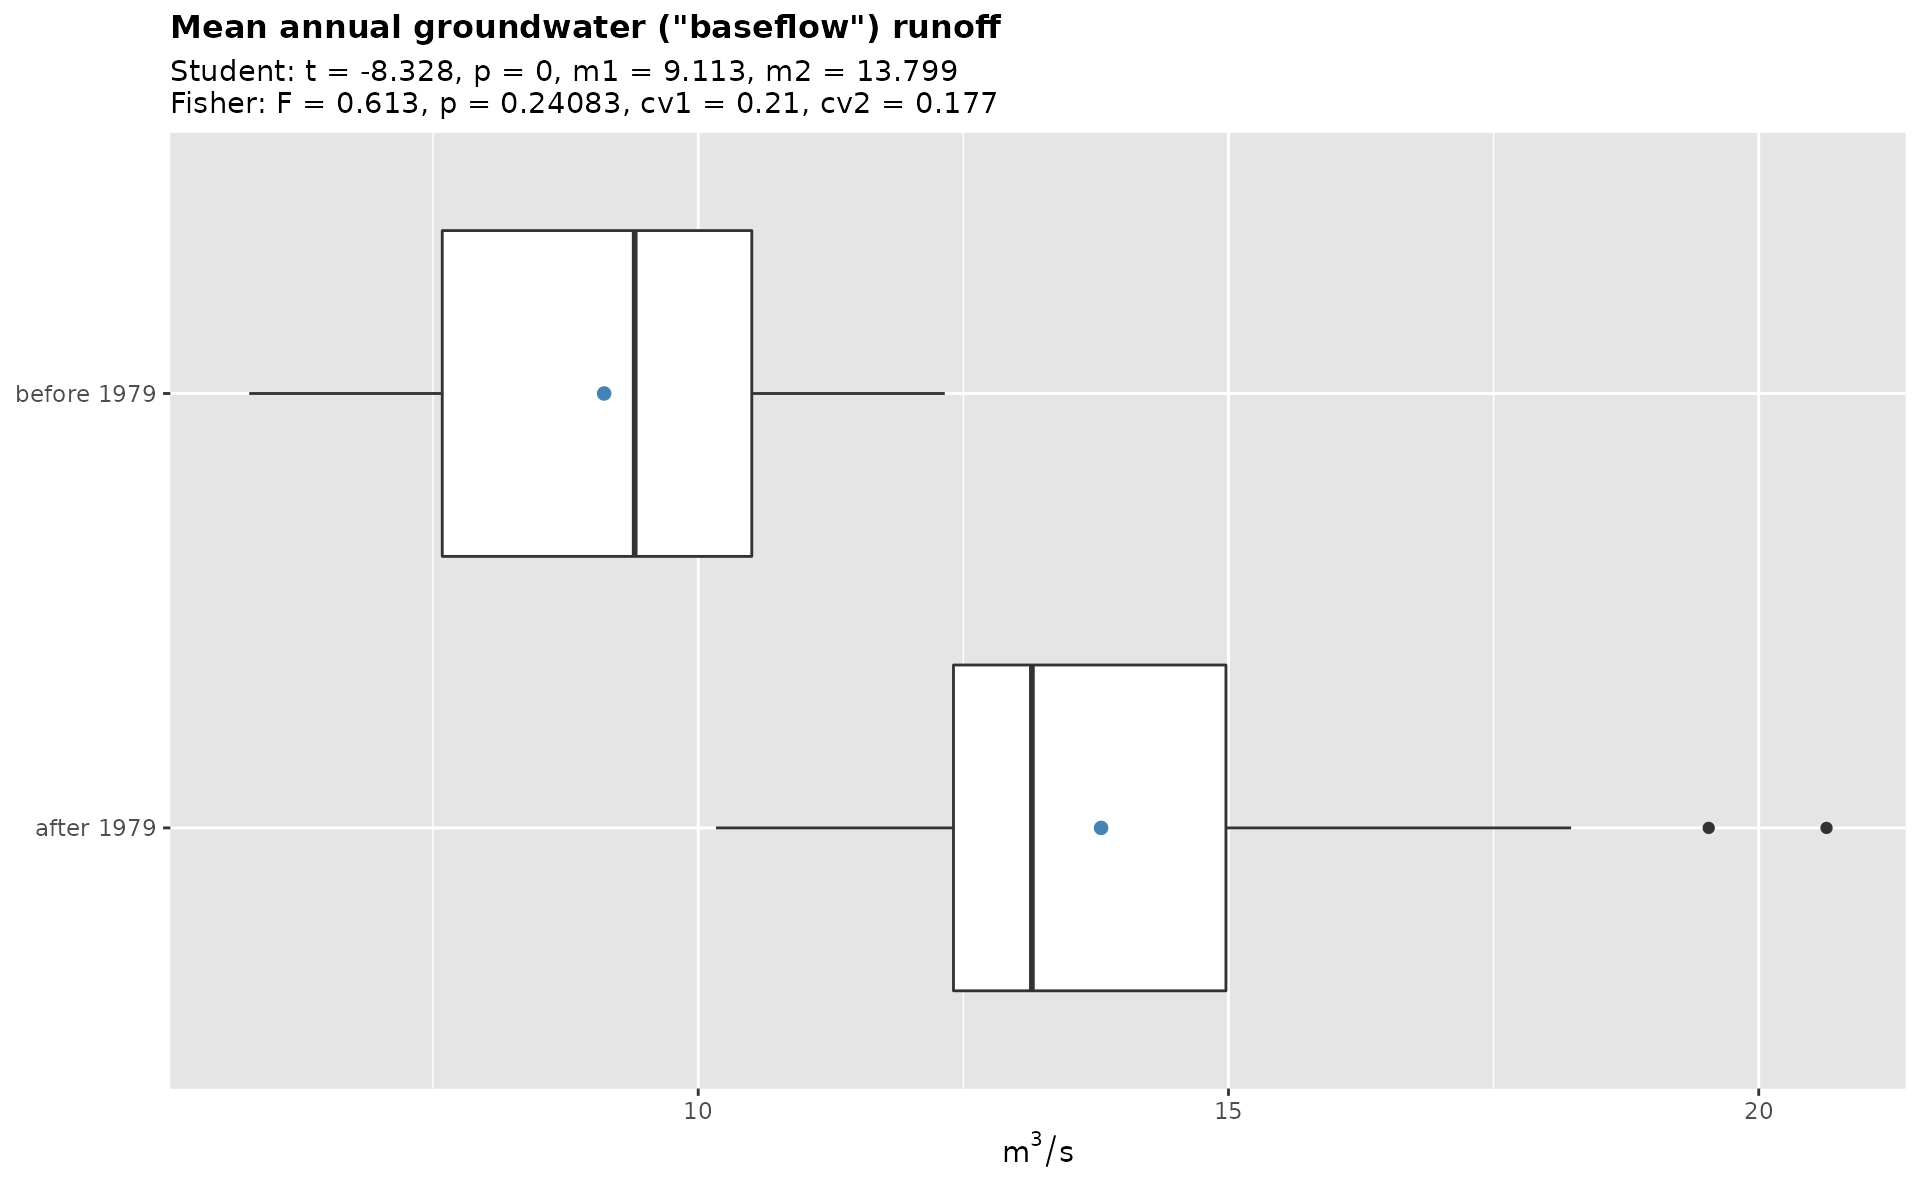 Mean annual groundwater ("baseflow") runoff
Student: t = -8.328, p = 0, m1 = 9.113, m2 = 13.799
Fisher: F = 0.613, p = 0.24083, cv1 = 0.21, cv2 = 0.177
before 1979
after 1979
10 15 20
m³/s